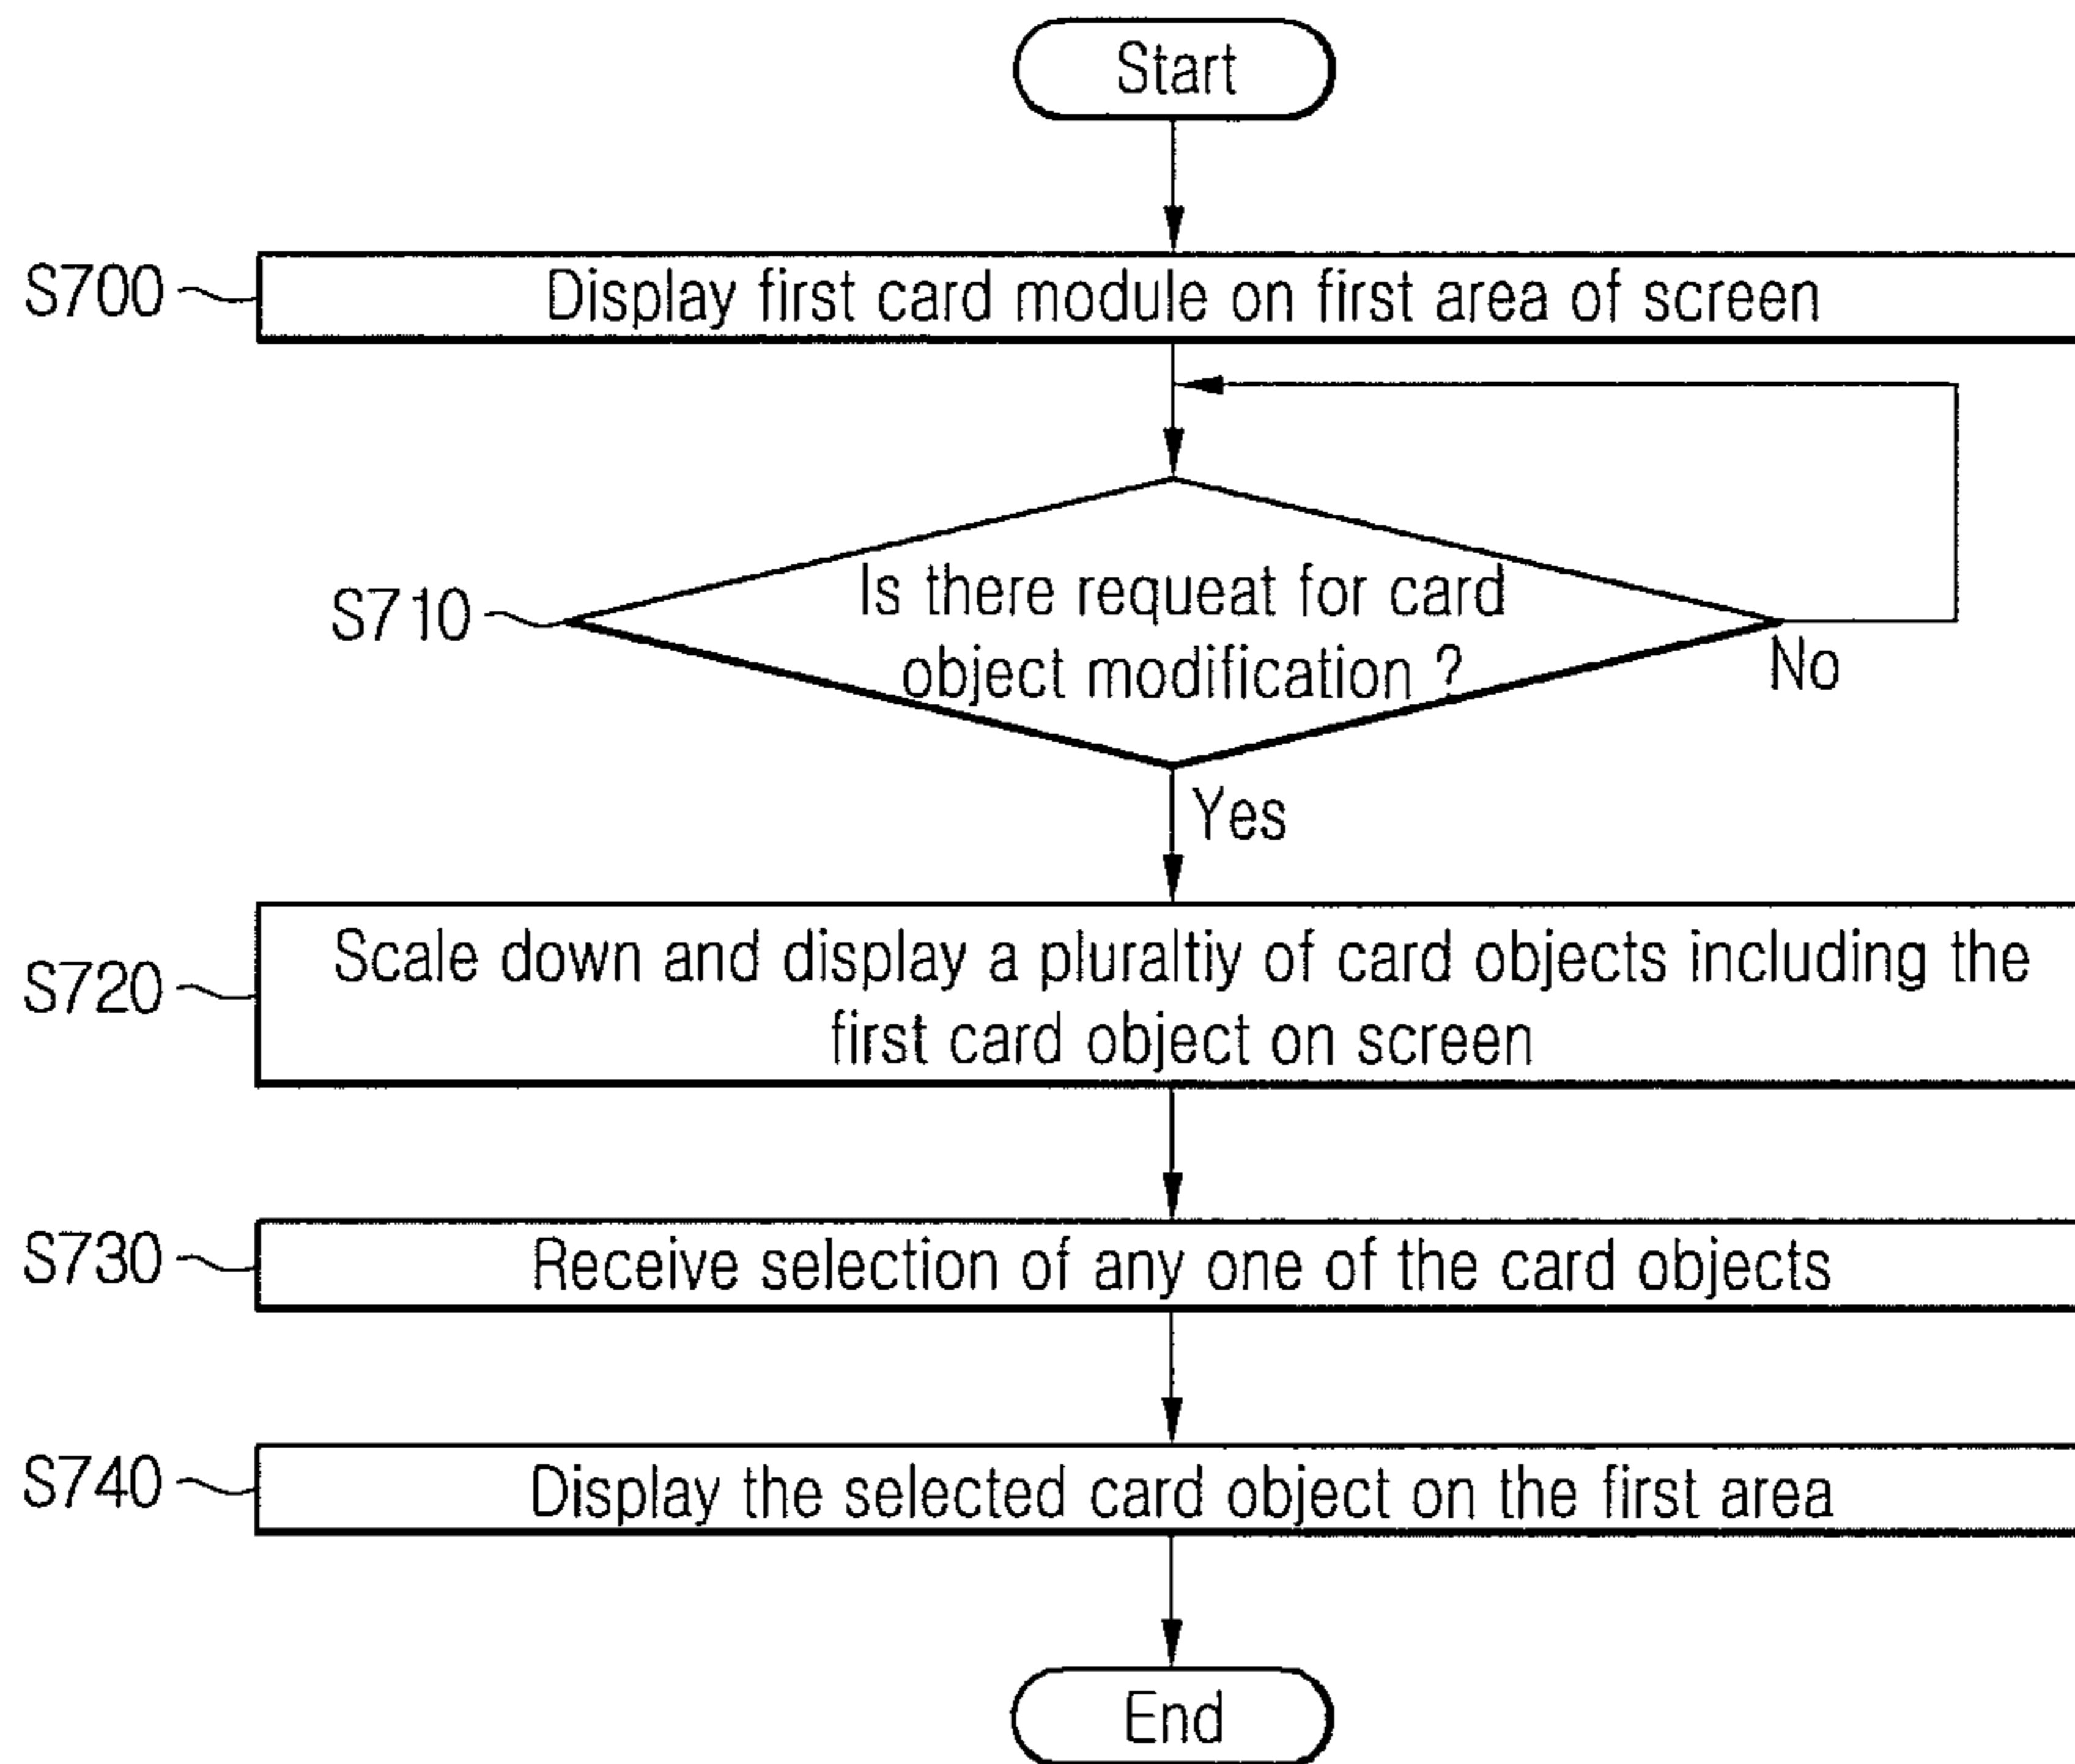 Start
S700
Display first card module on first area of screen
S710
Is there requeat for card
object modification ?
No
Yes
S720
Scale down and display a pluraltiy of card objects including the
first card object on screen
S730
Receive selection of any one of the card objects
S740
Display the selected card object on the first area
End